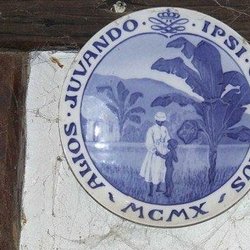 ALIOS · JUVANDO · IPSI
· MCMX ·